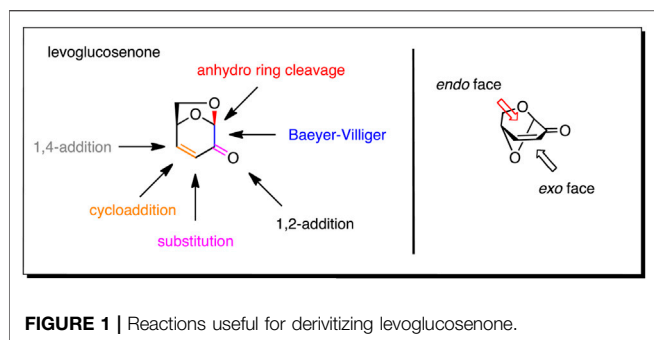 levoglucosenone
anhydro ring cleavage
O
O
Baeyer-Villiger
1,4-addition
O
cycloaddition
substitution
1,2-addition
endo face
O
O
O
exo face
FIGURE 1 | Reactions useful for derivitizing levoglucosenone.